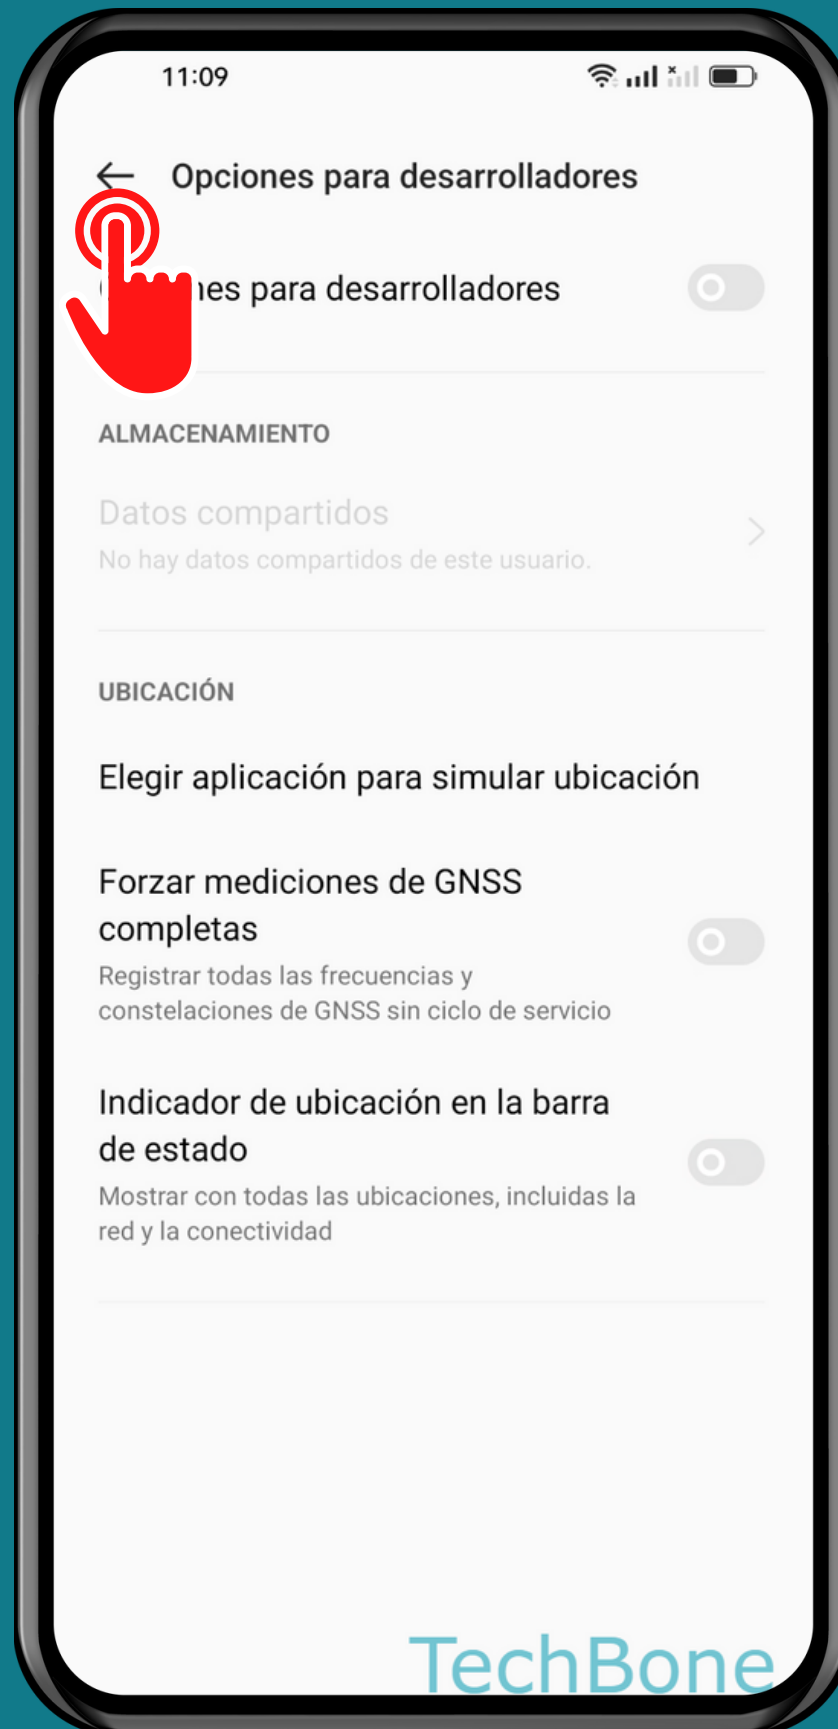 11:09
Opciones para desarrolladores
nes para desarrolladores
ALMACENAMIENTO
Datos compartidos
No hay datos compartidos de este usuario.
UBICACIÓN
Elegir aplicación para simular ubicación
Forzar mediciones de GNSS
completas
Registrar todas las frecuencias y
constelaciones de GNSS sin ciclo de servicio
Indicador de ubicación en la barra
de estado
Mostrar con todas las ubicaciones, incluidas la
red y la conectividad
TechBone